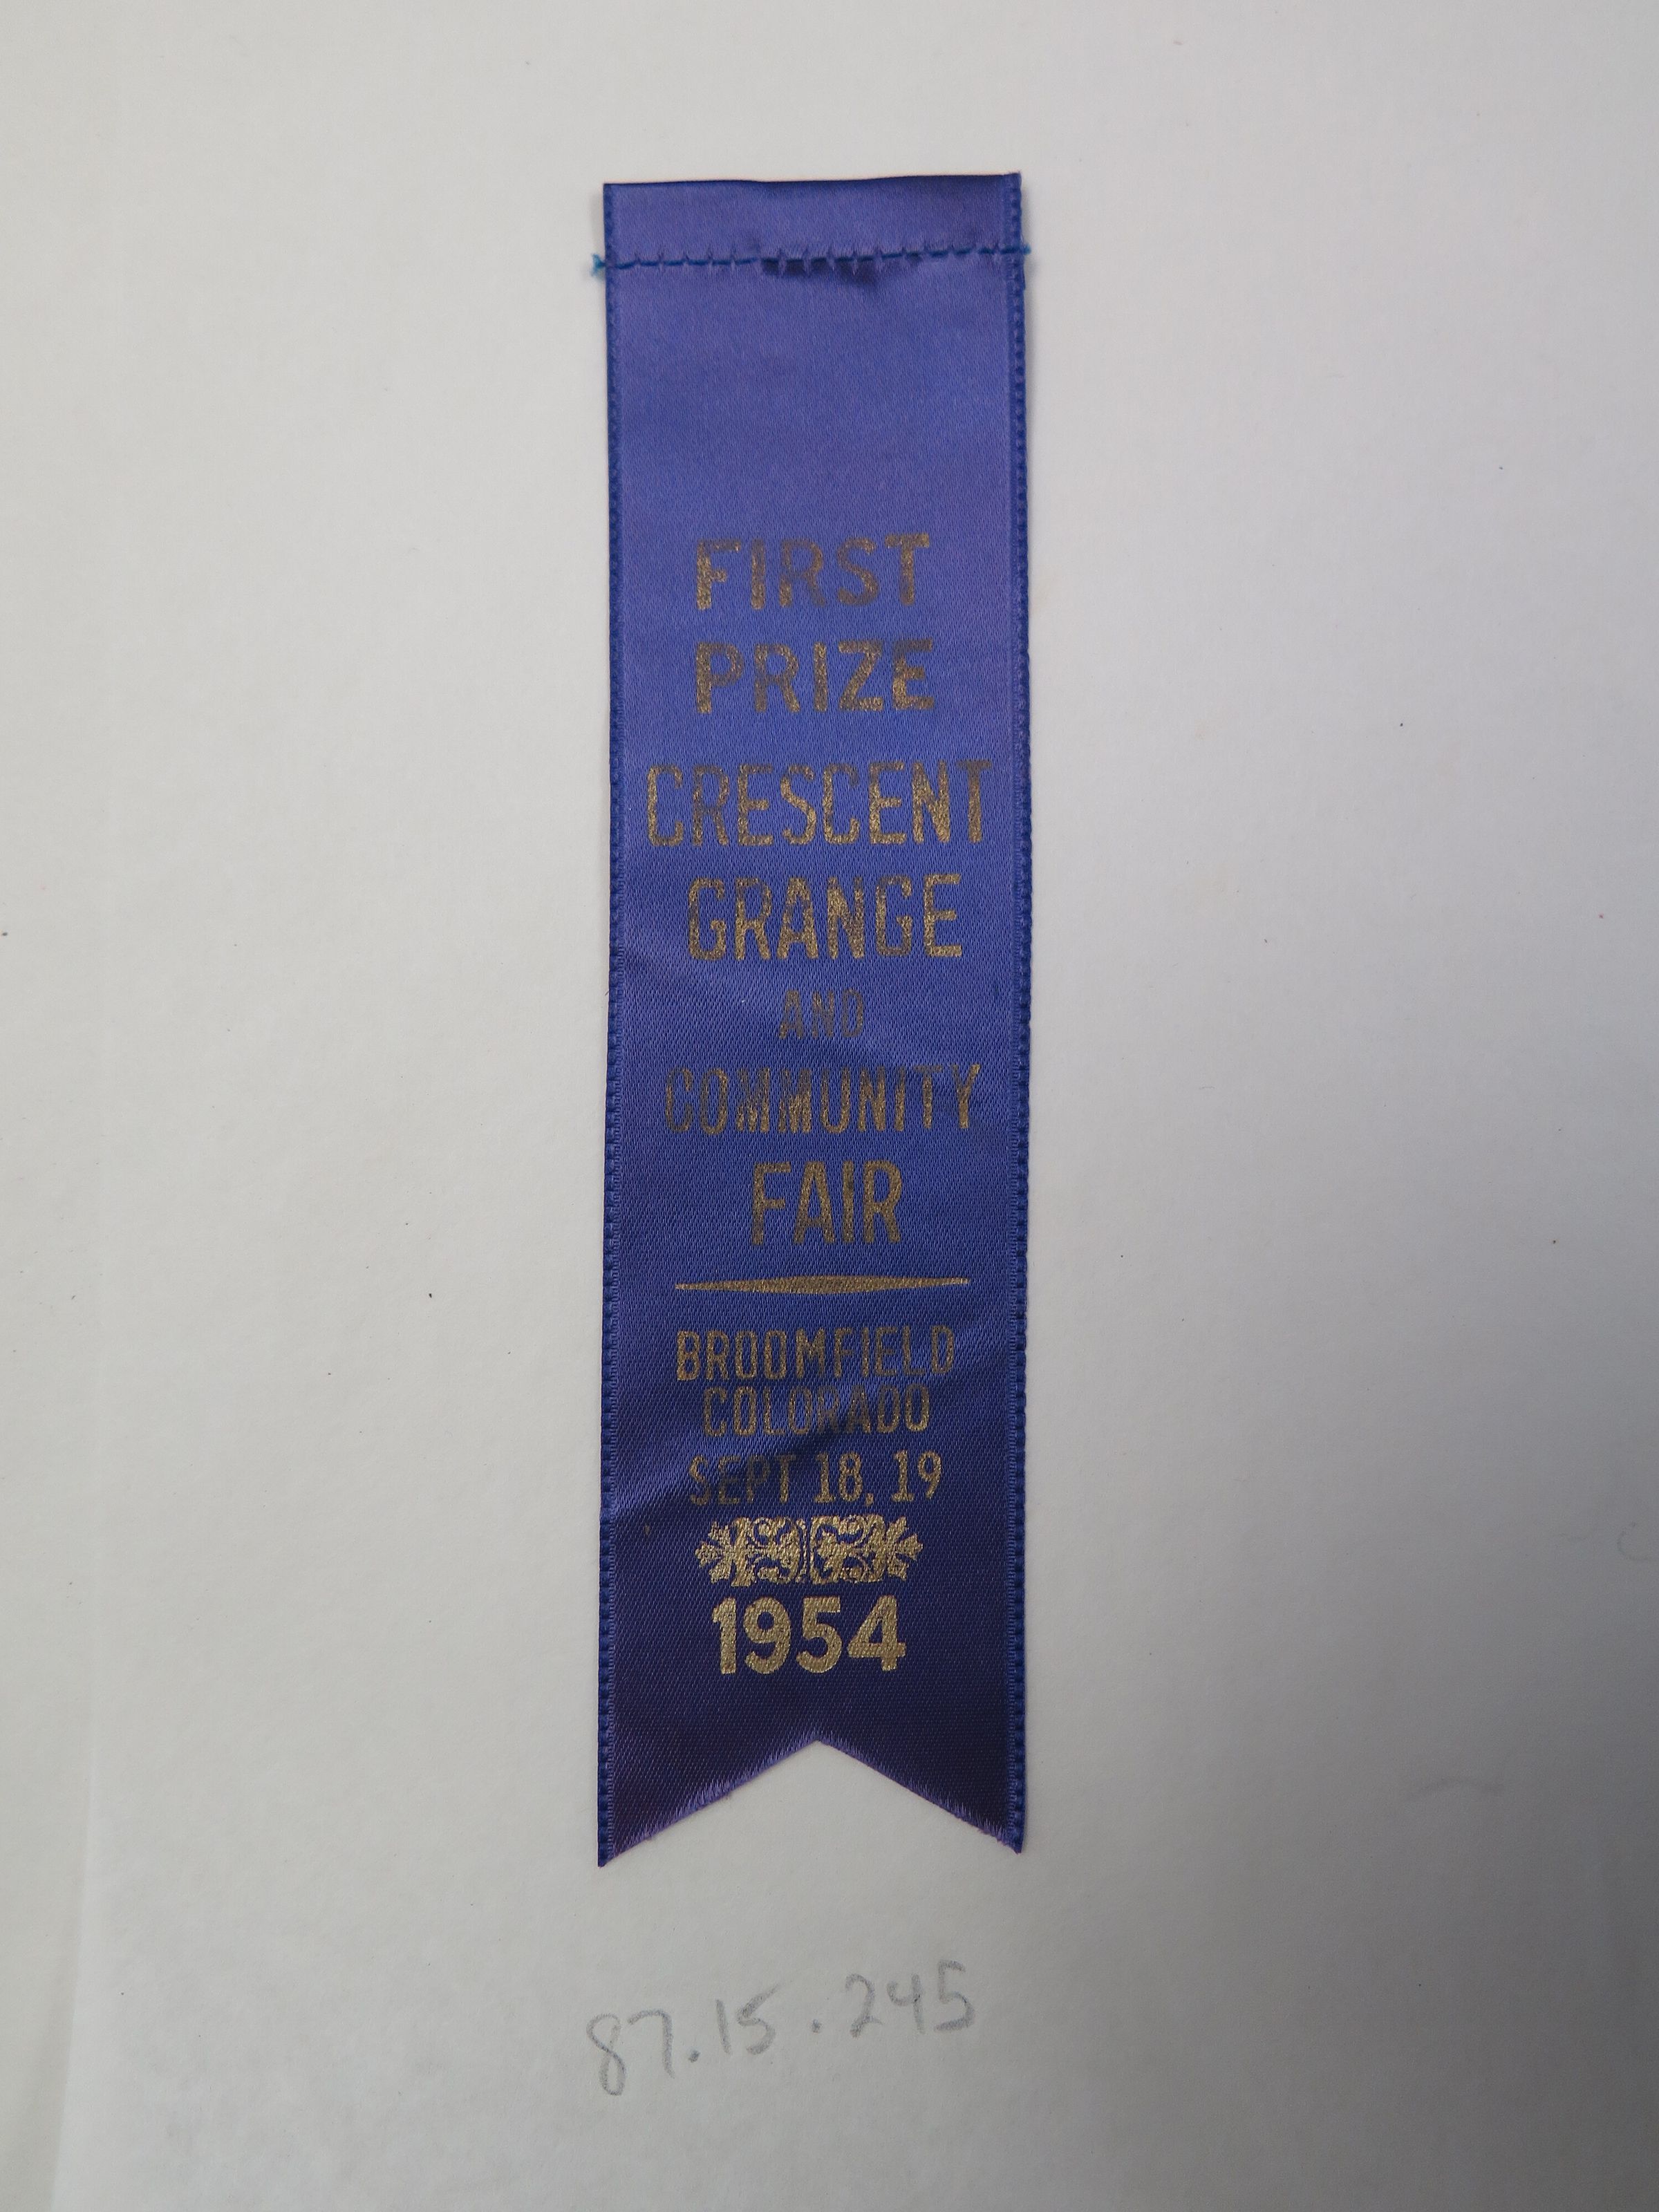 FIRST
PRIZE
CRESCENT
GRANGE
AND
COMMUNITY
FAIR
BROOMFIELD
COLORADO
SEPT 18, 19
1954
87.15.245